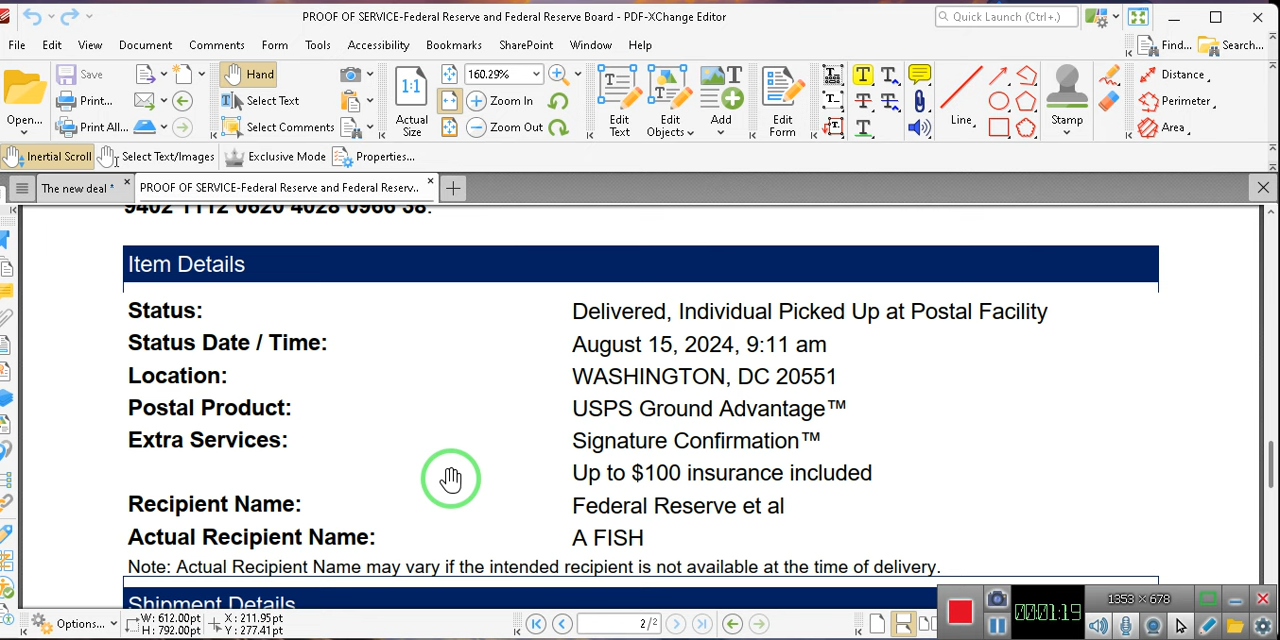 PROOF OF SERVICE-Federal Reserve and Federal Reserve Board - PDF-XChange Editor
Quick Launch (Ctrl+.)
File Edit View Document Comments Form Tools Accessibility Bookmarks SharePoint Window Help
Find... Search...
Open...
Save
Print...
Print All...
Hand
Select Text
Select Comments
1:1
Actual Size
160.29%
Zoom In
Zoom Out
Edit Text
Edit Objects
Add
Edit Form
Line,
Stamp
Distance
Perimeter
Area
Inertial Scroll Select Text/Images Exclusive Mode Properties...
The new deal * PROOF OF SERVICE-Federal Reserve and Federal Reserv..
9402 1112 0620 4028 0966 38.
Item Details
Status: Delivered, Individual Picked Up at Postal Facility
Status Date / Time: August 15, 2024, 9:11 am
Location: WASHINGTON, DC 20551
Postal Product: USPS Ground Advantage™
Extra Services: Signature Confirmation™
Up to $100 insurance included
Recipient Name: Federal Reserve et al
Actual Recipient Name: A FISH
Note: Actual Recipient Name may vary if the intended recipient is not available at the time of delivery.
Shipment Details
1353 × 678
00:01:19
Options... W: 612.00pt X: 211.95pt 2/2
H: 792.00pt Y: 277.41pt